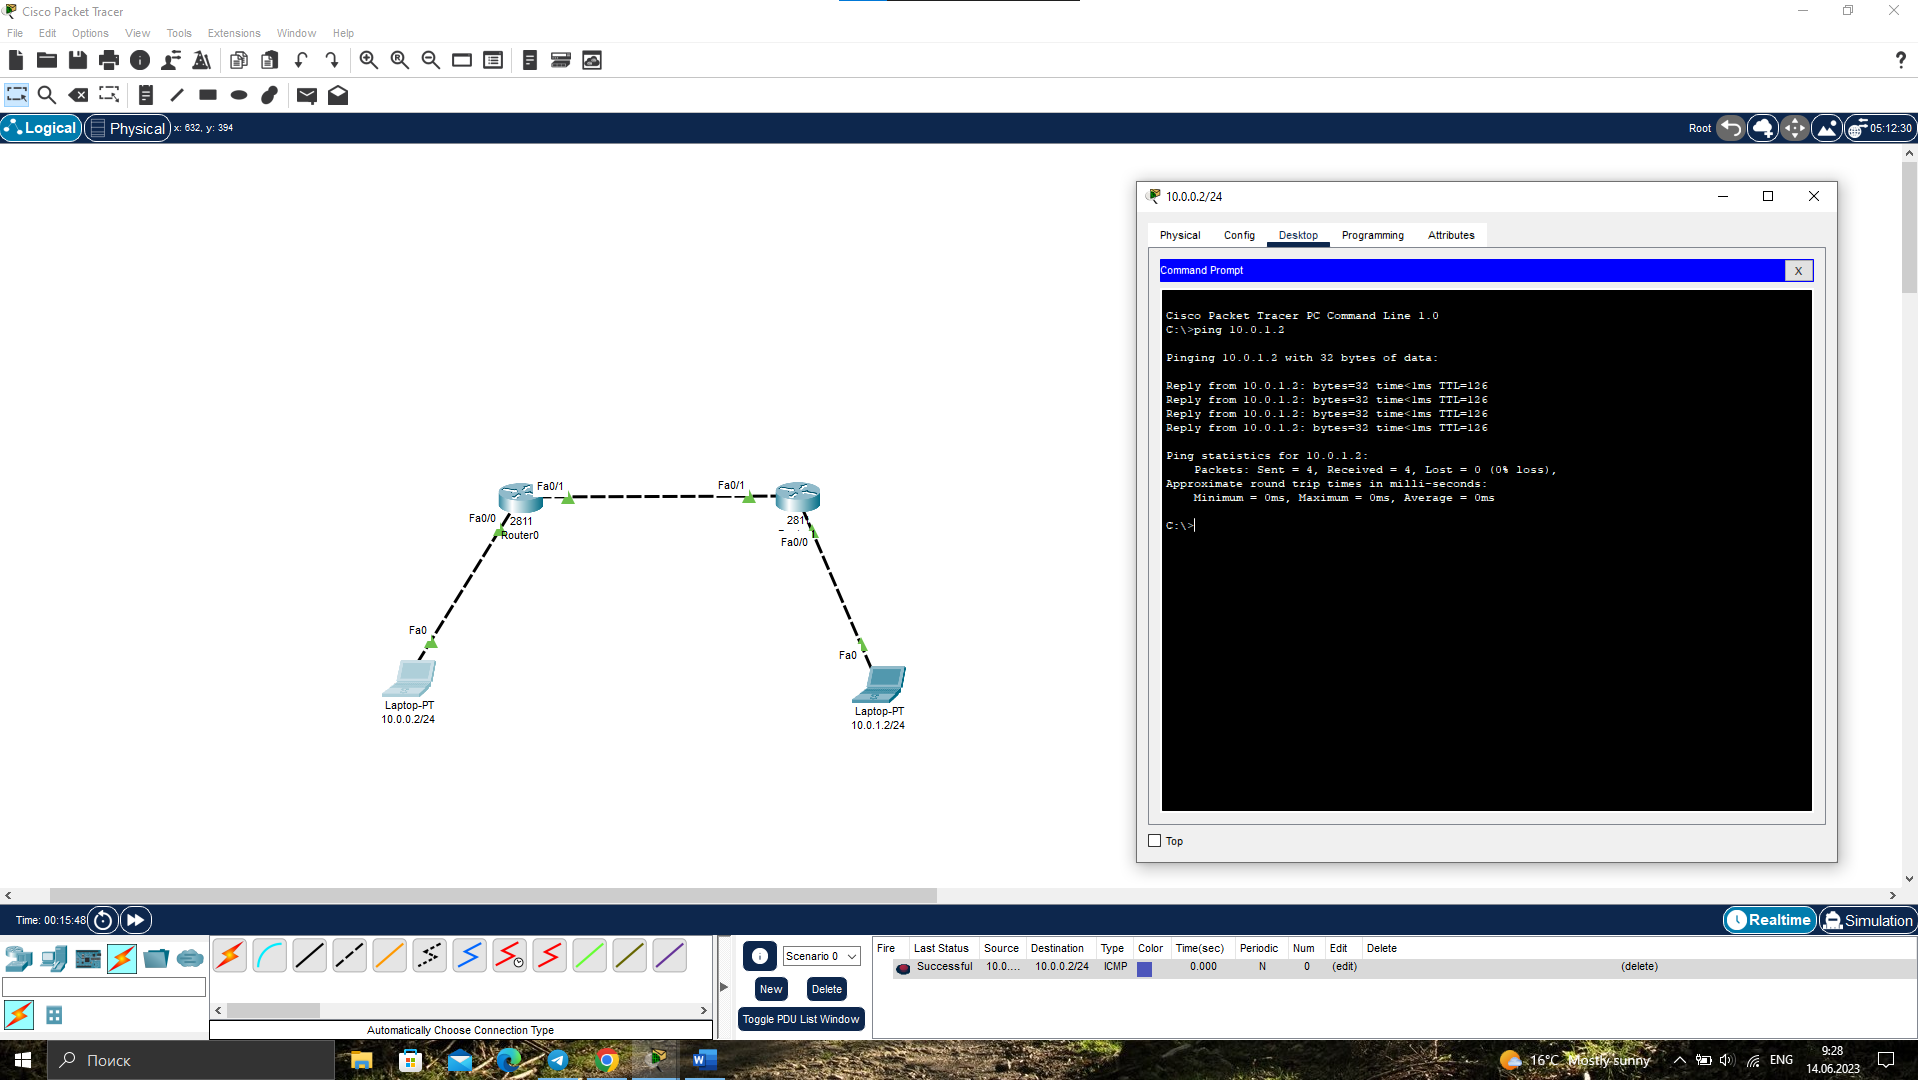 Cisco Packet Tracer
File Edit Options View Tools Extensions Window Help
Logical Physical x: 632, y: 394 Root 05:12:30
10.0.0.2/24
Physical Config Desktop Programming Attributes
Command Prompt X
Cisco Packet Tracer PC Command Line 1.0
C:\>ping 10.0.1.2
Pinging 10.0.1.2 with 32 bytes of data:
Reply from 10.0.1.2: bytes=32 time<1ms TTL=126
Reply from 10.0.1.2: bytes=32 time<1ms TTL=126
Reply from 10.0.1.2: bytes=32 time<1ms TTL=126
Reply from 10.0.1.2: bytes=32 time<1ms TTL=126
Ping statistics for 10.0.1.2:
Packets: Sent = 4, Received = 4, Lost = 0 (0% loss),
Approximate round trip times in milli-seconds:
Minimum = 0ms, Maximum = 0ms, Average = 0ms
C:\>
Top
Fa0/1 Fa0/1
Fa0/0 2811 281
Router0
Fa0/0
Fa0
Fa0
Laptop-PT
10.0.0.2/24
Laptop-PT
10.0.1.2/24
Time: 00:15:48 Realtime Simulation
Scenario 0
New Delete
Toggle PDU List Window
Fire Last Status Source Destination Type Color Time(sec) Periodic Num Edit Delete
Successful 10.0.... 10.0.0.2/24 ICMP 0.000 N 0 (edit) (delete)
Automatically Choose Connection Type
Поиск
16°C Mostly sunny ENG 9:28
14.06.2023